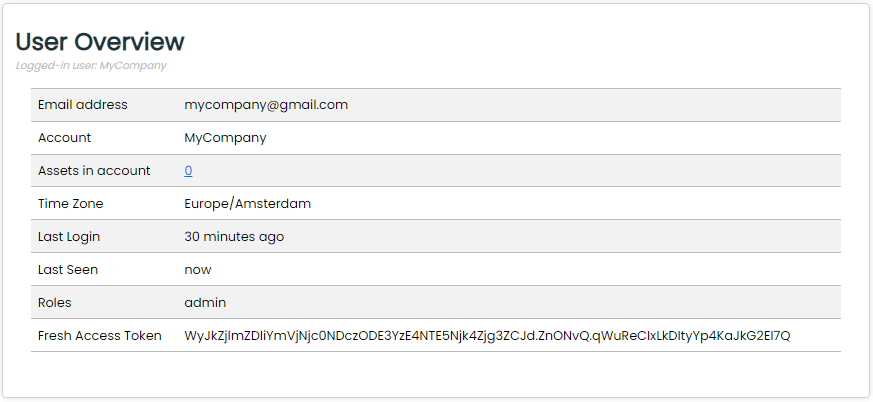 User Overview
Logged-in user: MyCompany
Email address mycompany@gmail.com
Account MyCompany
Assets in account 0
Time Zone Europe/Amsterdam
Last Login 30 minutes ago
Last Seen now
Roles admin
Fresh Access Token WyJkZjlmZDliYmVjNjc0NDczODE3YzE4NTE5Njk4Zjg3ZCJd.ZnONvQ.qWuReCIxLkDItyYp4KaJkG2EI7Q